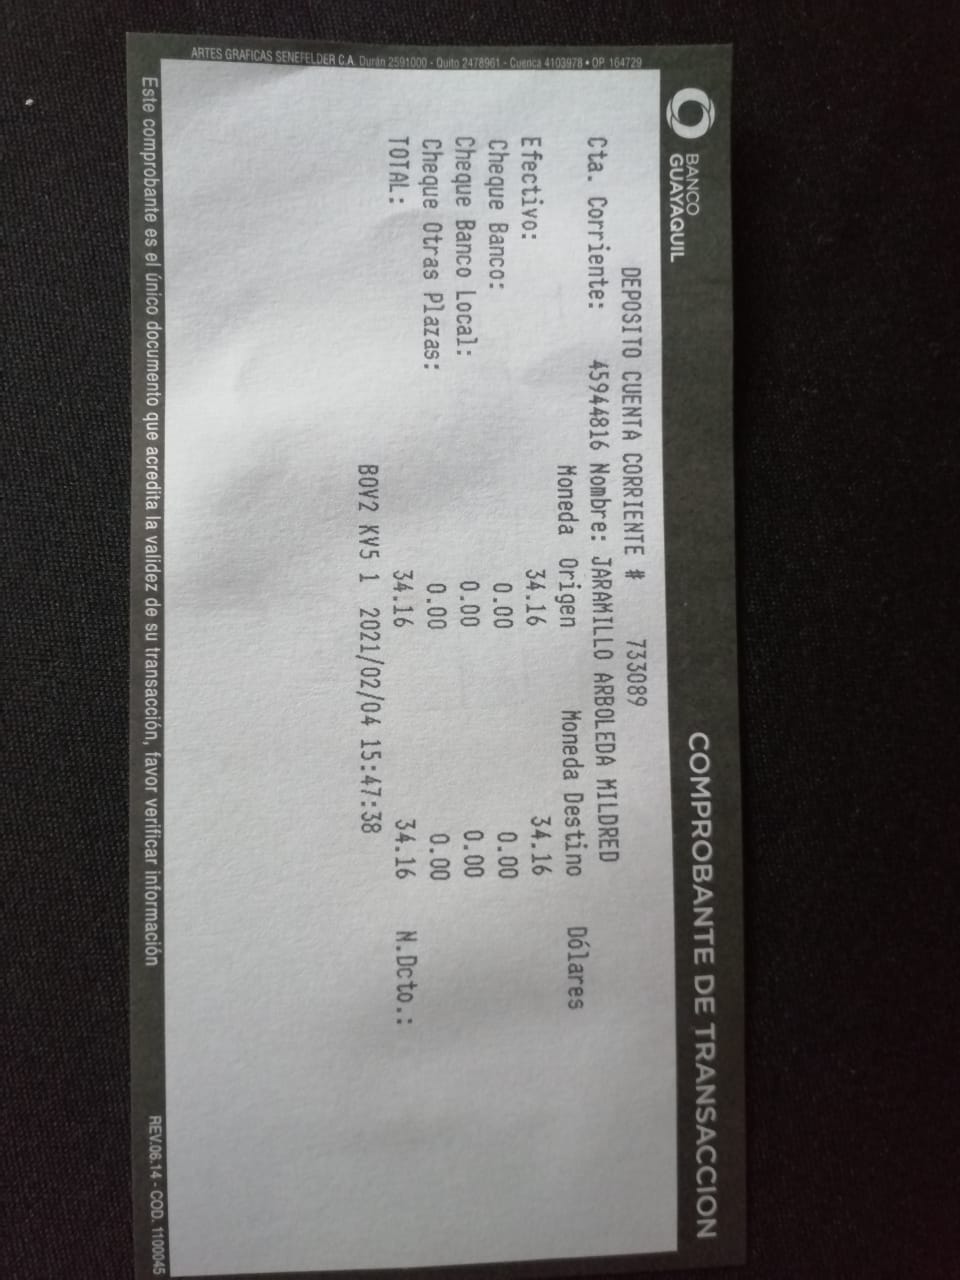 BANCO
GUAYAQUIL
COMPROBANTE DE TRANSACCION
DEPOSITO CUENTA CORRIENTE # 733089
Cta. Corriente: 45944816 Nombre: JARAMILLO ARBOLEDA MILDRED
Moneda Origen Moneda Destino Dólares
Efectivo: 34.16 34.16
Cheque Banco: 0.00 0.00
Cheque Banco Local: 0.00 0.00
Cheque Otras Plazas: 0.00 0.00
TOTAL: 34.16 34.16 N.Dcto.:
BOV2 KV5 1 2021/02/04 15:47:38
ARTES GRAFICAS SENEFELDER C.A. Durán 2591000 - Quito 2478961 - Cuenca 4103978 • OP. 164729
Este comprobante es el único documento que acredita la validez de su transacción, favor verificar información
REV.06.14 - COD. 1100045